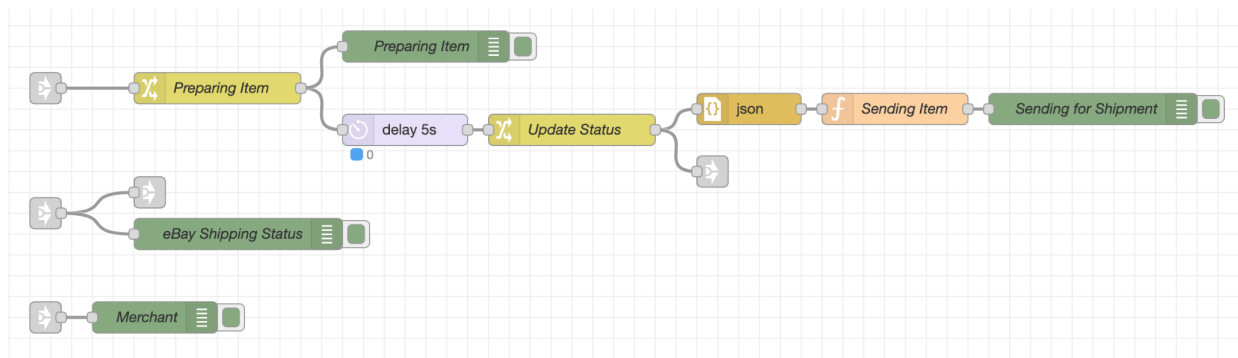 Preparing Item
Preparing Item
delay 5s
0
Update Status
json
Sending Item
Sending for Shipment
eBay Shipping Status
Merchant